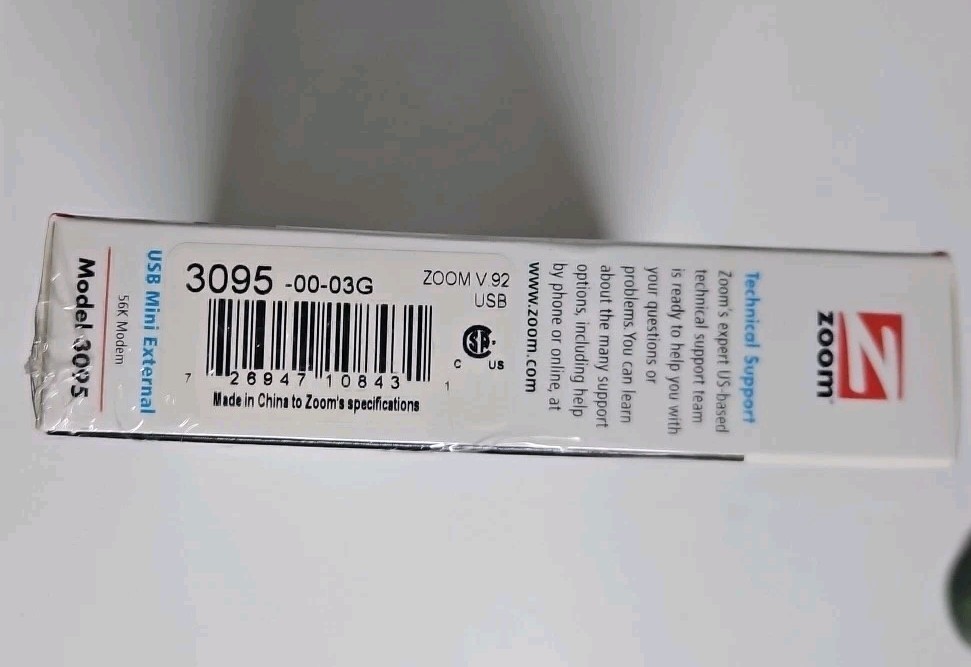 zoom
Technical Support
Zoom's expert US-based
technical support team
is ready to help you with
your questions or
problems. You can learn
about the many support
options, including help
by phone or online, at
www.zoom.com
3095 -00-03G
ZOOM V.92
USB
7 26947 10843 1
C US
Made in China to Zoom's specifications
USB Mini External
56K Modem
Model 3095